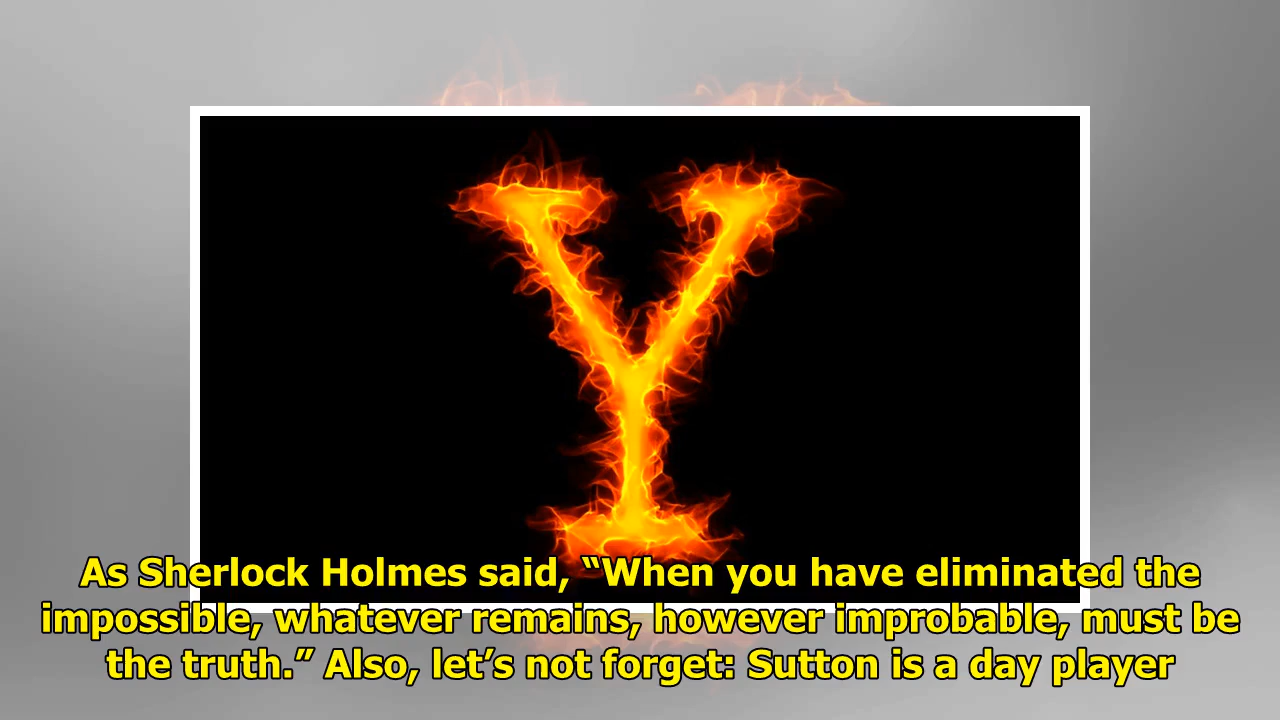 Y
As Sherlock Holmes said, “When you have eliminated the
impossible, whatever remains, however improbable, must be
the truth.” Also, let’s not forget: Sutton is a day player